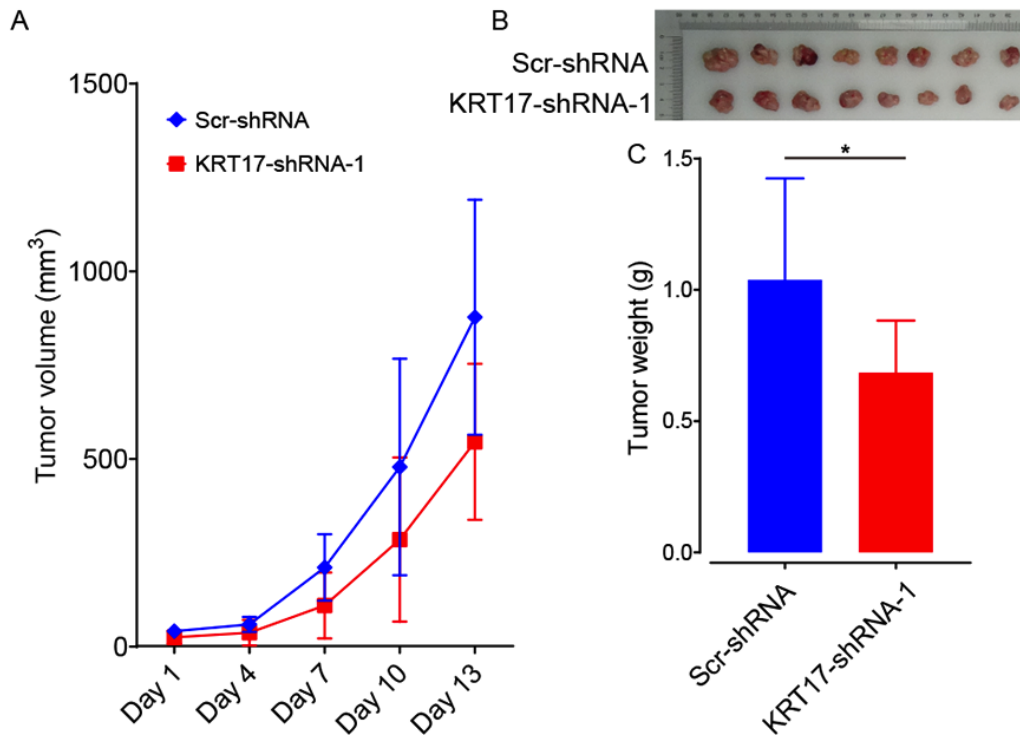 A
1500
1000
500
0
Tumor volume (mm³)
Scr-shRNA
KRT17-shRNA-1
Day 1
Day 4
Day 7
Day 10
Day 13
B
Scr-shRNA
KRT17-shRNA-1
C
1.5
1.0
0.5
0.0
Tumor weight (g)
*
Scr-shRNA
KRT17-shRNA-1